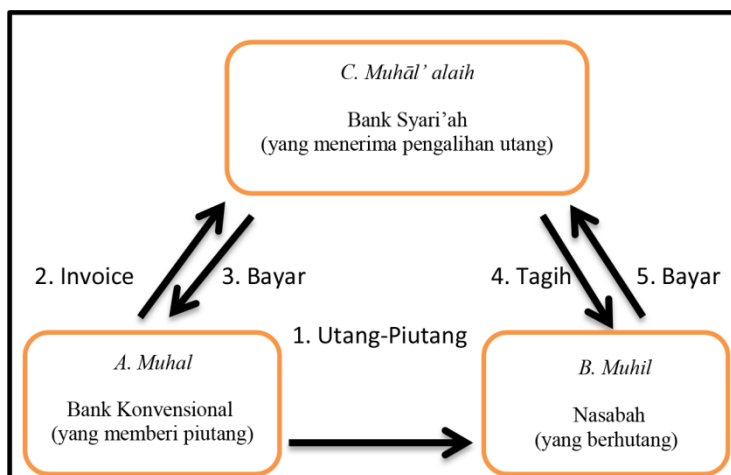 C. Muhāl’ alaih
Bank Syari’ah
(yang menerima pengalihan utang)
2. Invoice
3. Bayar
4. Tagih
5. Bayar
1. Utang-Piutang
A. Muhal
Bank Konvensional
(yang memberi piutang)
B. Muhil
Nasabah
(yang berhutang)